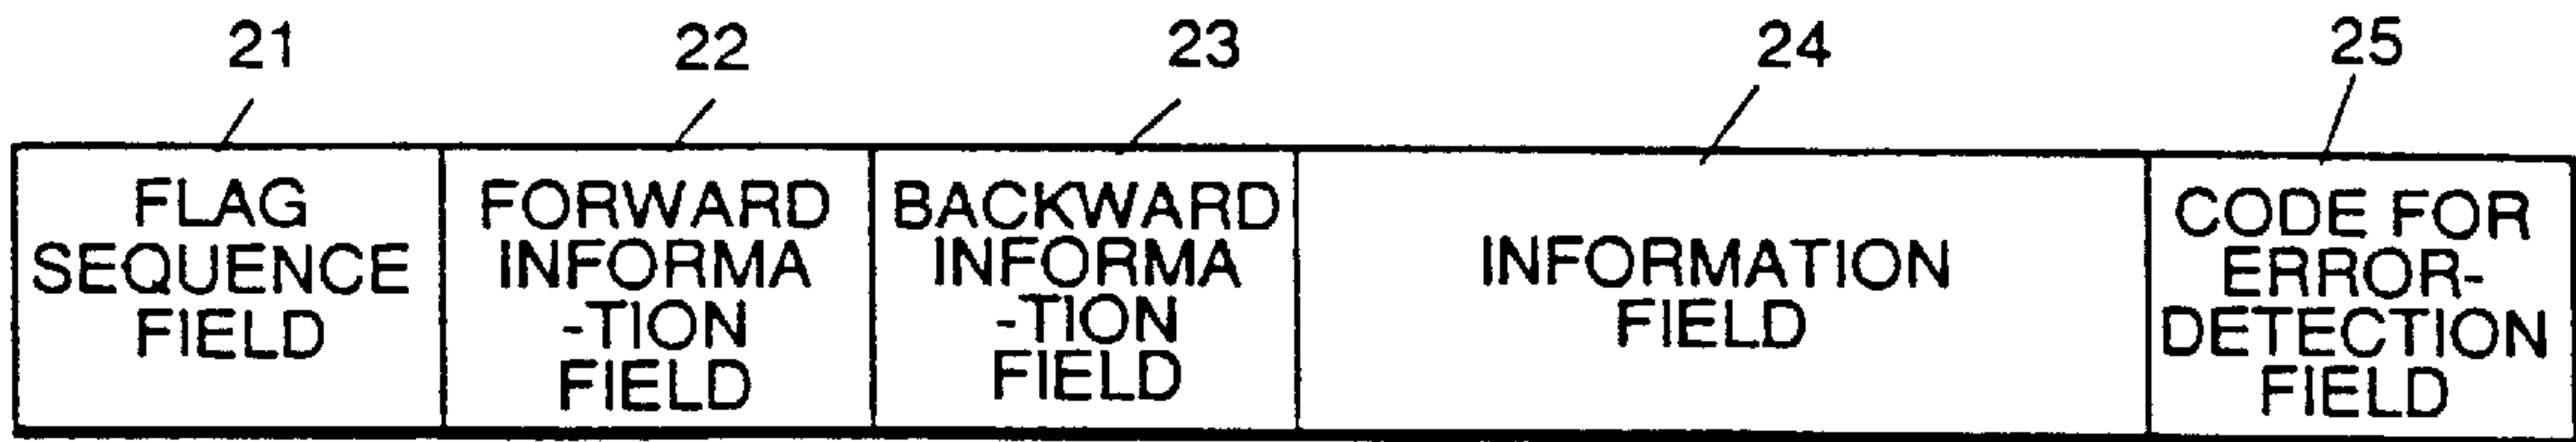 21 22 23 24 25
FLAG
SEQUENCE
FIELD
FORWARD
INFORMA
-TION
FIELD
BACKWARD
INFORMA
-TION
FIELD
INFORMATION
FIELD
CODE FOR
ERROR-
DETECTION
FIELD